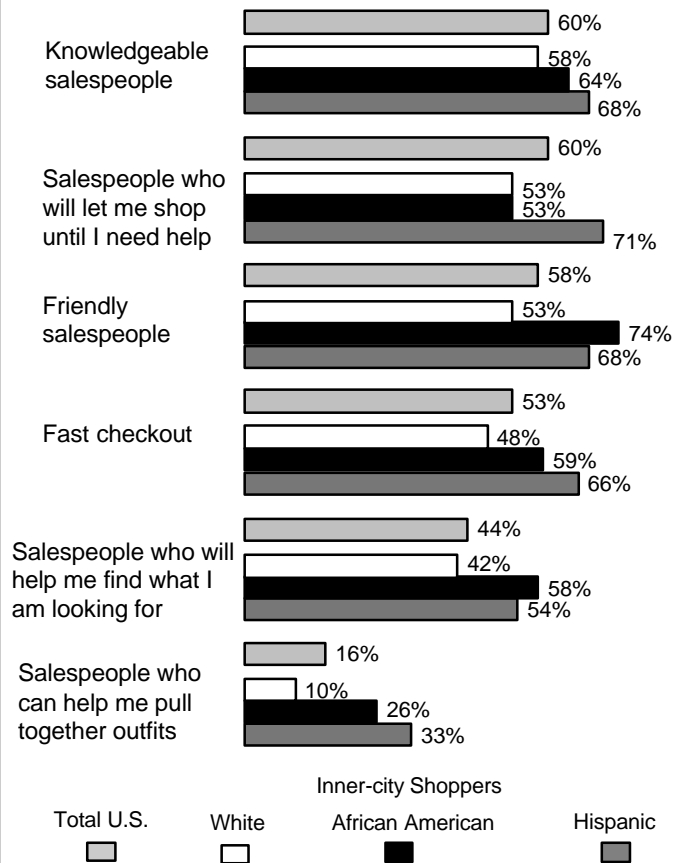 60%
Knowledgeable
salespeople
58%
64%
68%
60%
Salespeople who
will let me shop
until I need help
53%
53%
71%
58%
Friendly
salespeople
53%
74%
68%
53%
Fast checkout
48%
59%
66%
44%
Salespeople who will
help me find what I
am looking for
42%
58%
54%
16%
Salespeople who
can help me pull
together outfits
10%
26%
33%
Inner-city Shoppers
Total U.S. White African American Hispanic